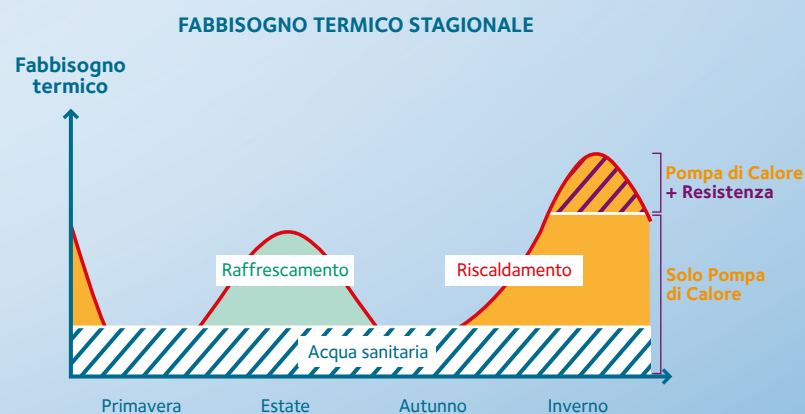 FABBISOGNO TERMICO STAGIONALE
Fabbisogno
termico
Pompa di Calore
+ Resistenza
Raffrescamento
Riscaldamento
Solo Pompa
di Calore
Acqua sanitaria
Primavera
Estate
Autunno
Inverno